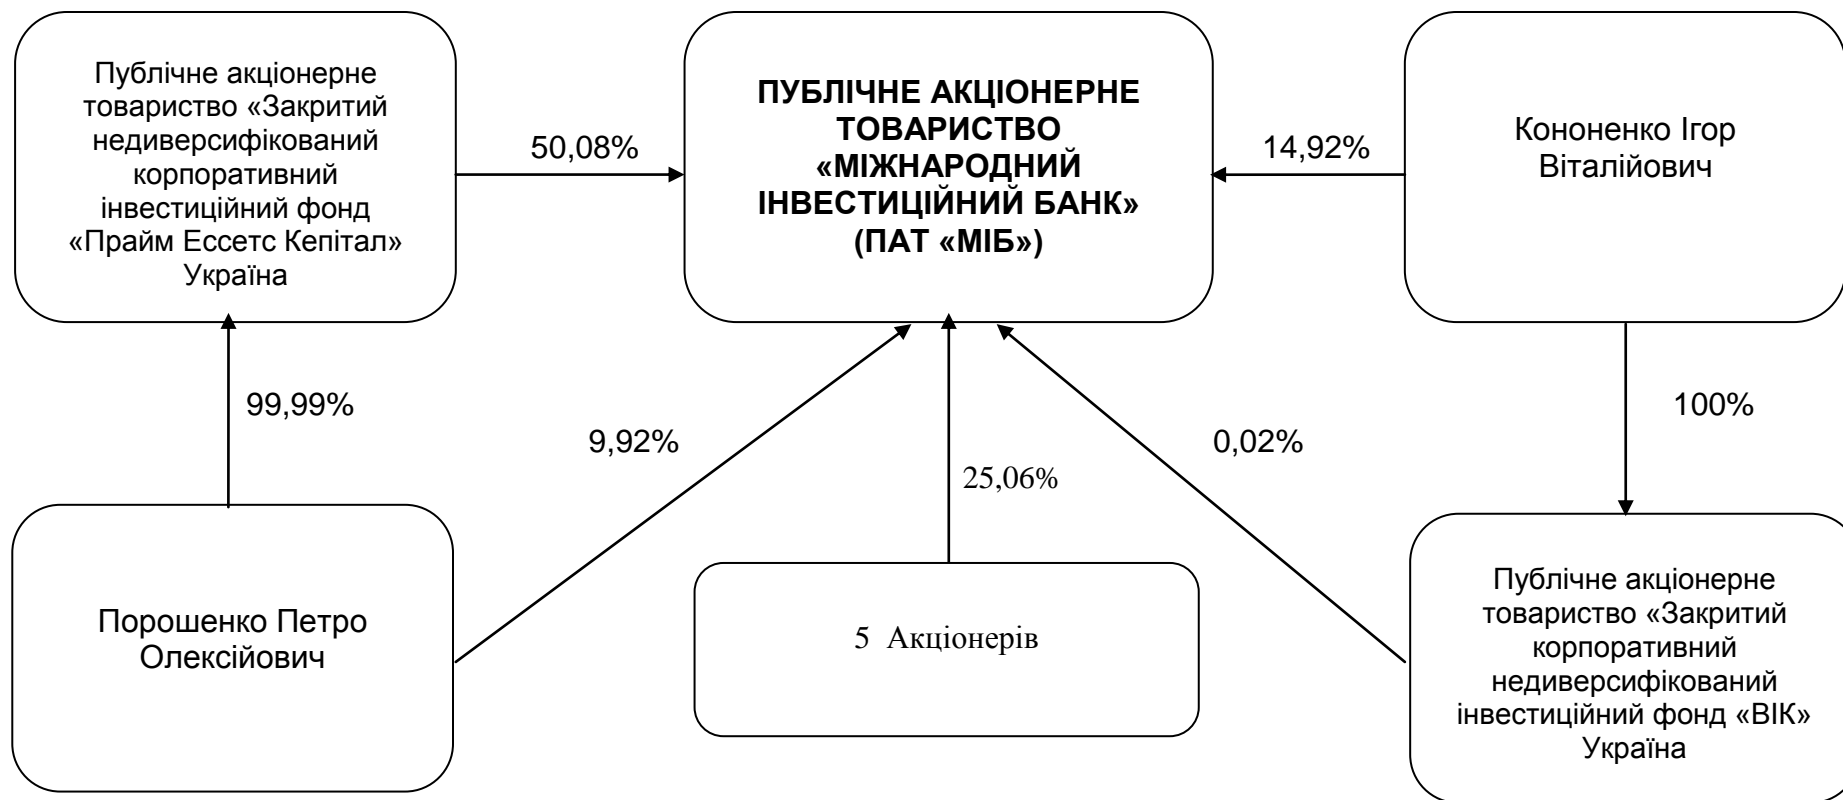 Публічне акціонерне
товариство «Закритий
недиверсифікований
корпоративний
інвестиційний фонд
«Прайм Ессетс Кепітал»
Україна
50,08%
ПУБЛІЧНЕ АКЦІОНЕРНЕ
ТОВАРИСТВО
«МІЖНАРОДНИЙ
ІНВЕСТИЦІЙНИЙ БАНК»
(ПАТ «МІБ»)
14,92%
Кононенко Ігор
Віталійович
99,99%
9,92%
25,06%
0,02%
100%
Порошенко Петро
Олексійович
5 Акціонерів
Публічне акціонерне
товариство «Закритий
корпоративний
недиверсифікований
інвестиційний фонд «ВІК»
Україна